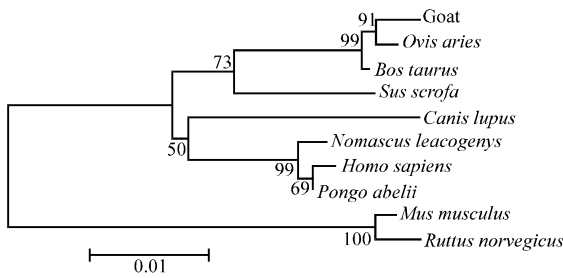 Goat
91
Ovis aries
99
Bos taurus
73
Sus scrofa
Canis lupus
50
Nomascus leacogenys
99
Homo sapiens
69
Pongo abelii
Mus musculus
100
Ruttus norvegicus
0.01